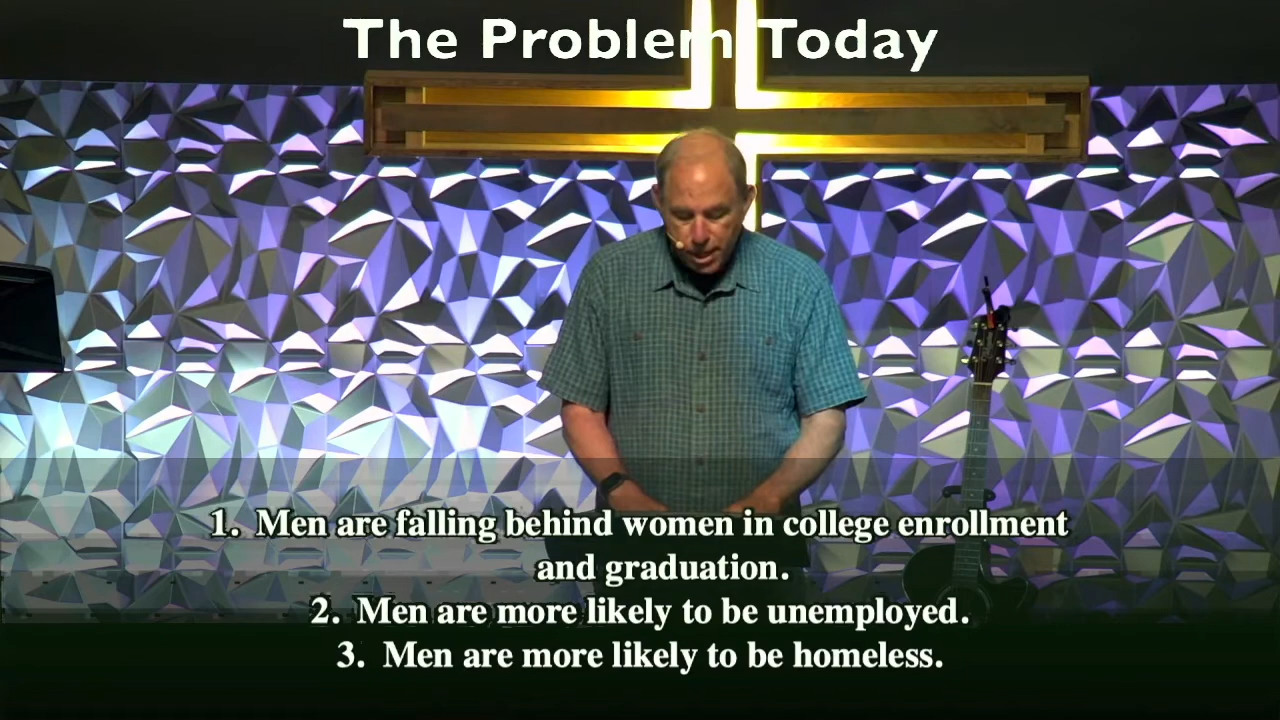 The Problem Today
1. Men are falling behind women in college enrollment
and graduation.
2. Men are more likely to be unemployed.
3. Men are more likely to be homeless.